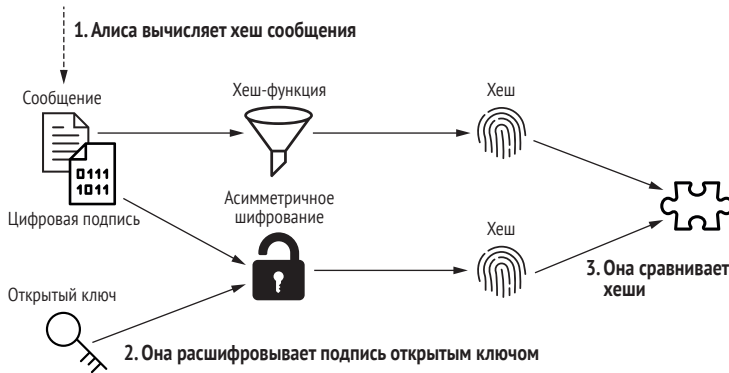 1. Алиса вычисляет хеш сообщения
Сообщение
Хеш-функция
Хеш
0111
1011
Цифровая подпись
Асимметричное
шифрование
Хеш
3. Она сравнивает
хеши
Открытый ключ
2. Она расшифровывает подпись открытым ключом